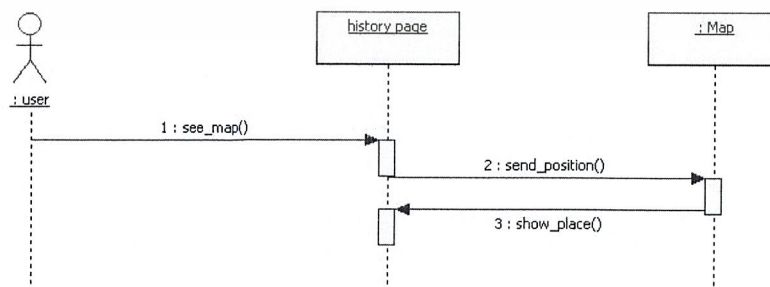 history page
: Map
: user
1 : see_map()
2 : send_position()
3 : show_place()